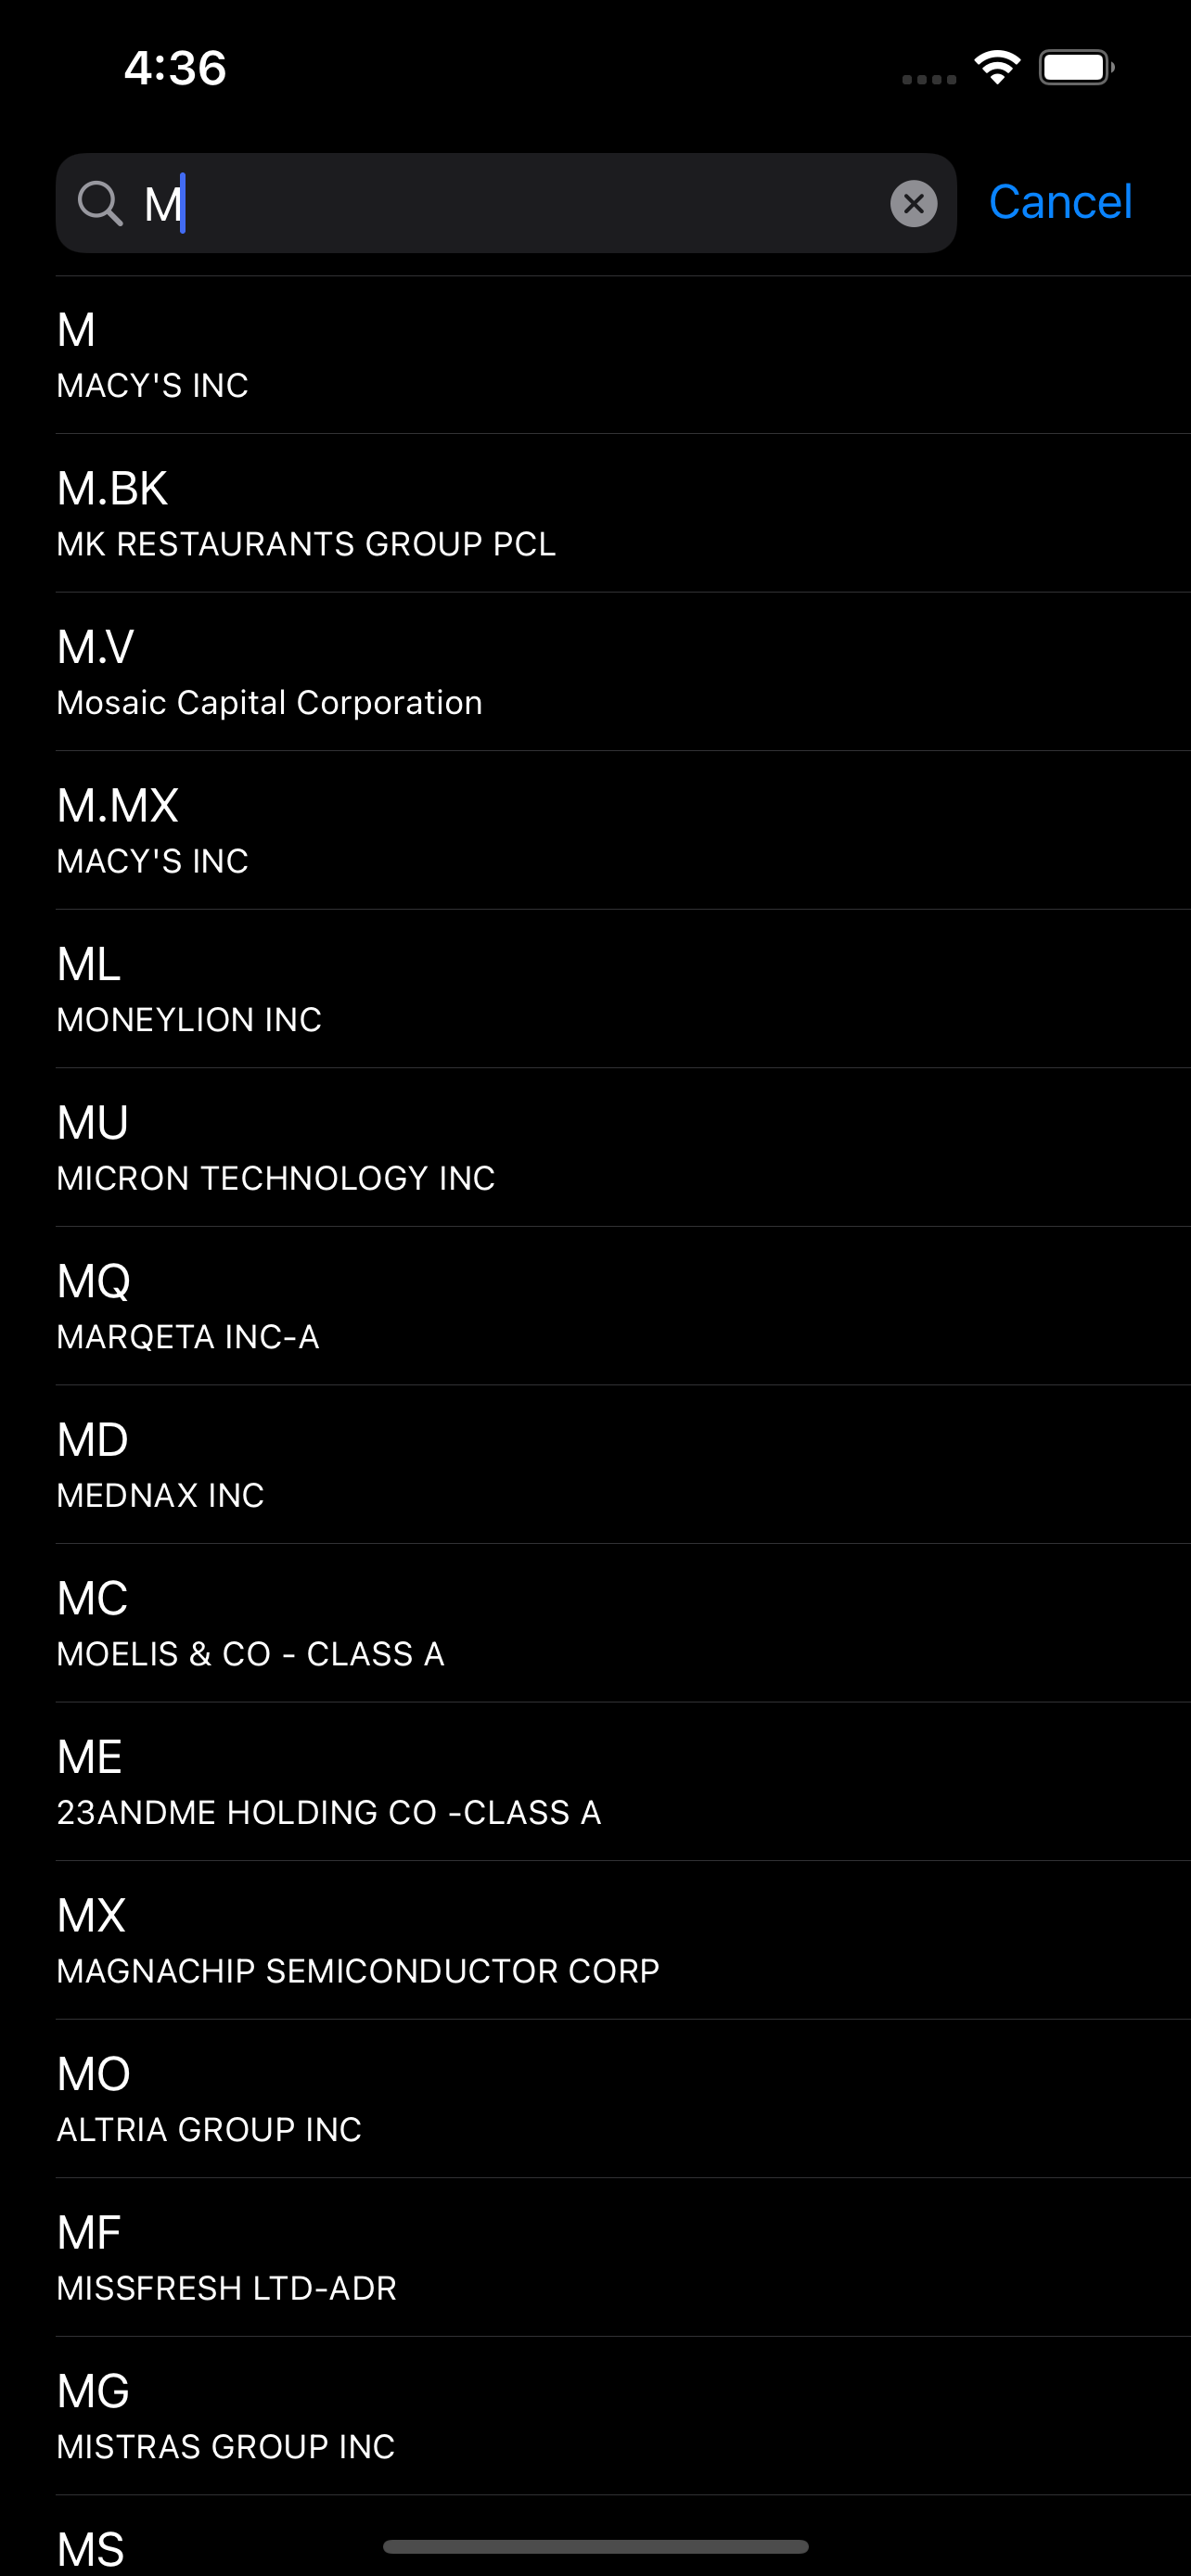 4:36
M
Cancel
M
MACY'S INC
M.BK
MK RESTAURANTS GROUP PCL
M.V
Mosaic Capital Corporation
M.MX
MACY'S INC
ML
MONEYLION INC
MU
MICRON TECHNOLOGY INC
MQ
MARQETA INC-A
MD
MEDNAX INC
MC
MOELIS & CO - CLASS A
ME
23ANDME HOLDING CO -CLASS A
MX
MAGNACHIP SEMICONDUCTOR CORP
MO
ALTRIA GROUP INC
MF
MISSFRESH LTD-ADR
MG
MISTRAS GROUP INC
MS